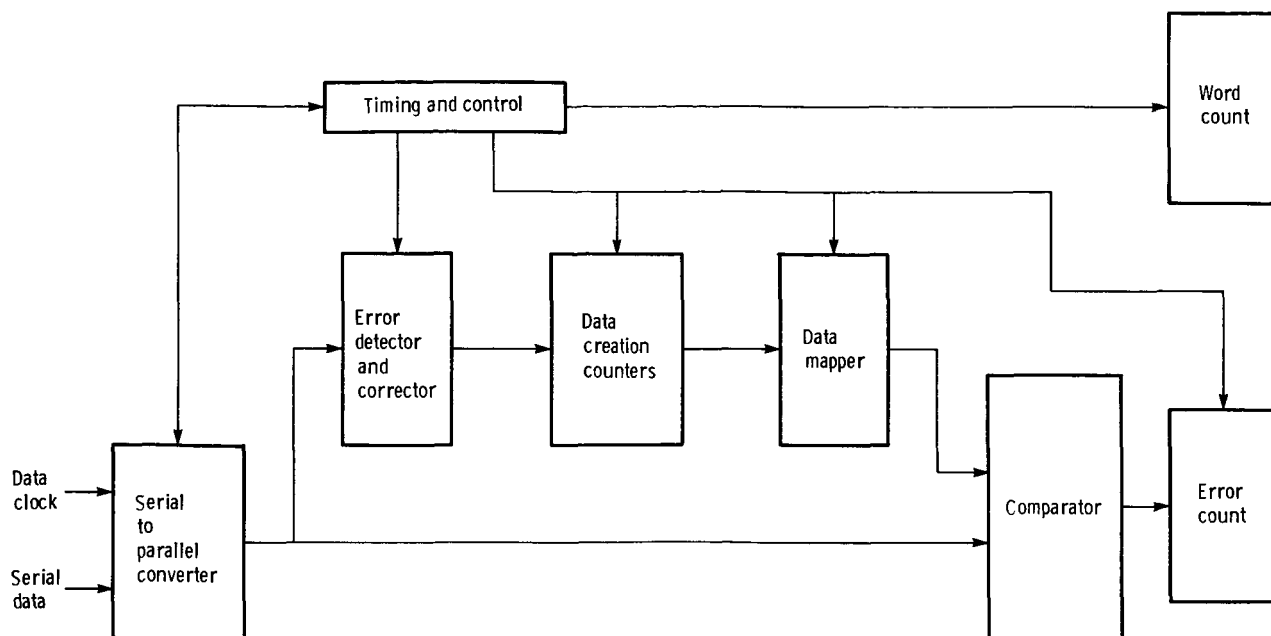 Timing and control
Word
count
Error
detector
and
corrector
Data
creation
counters
Data
mapper
Data
clock
Serial
data
Serial
to
parallel
converter
Comparator
Error
count